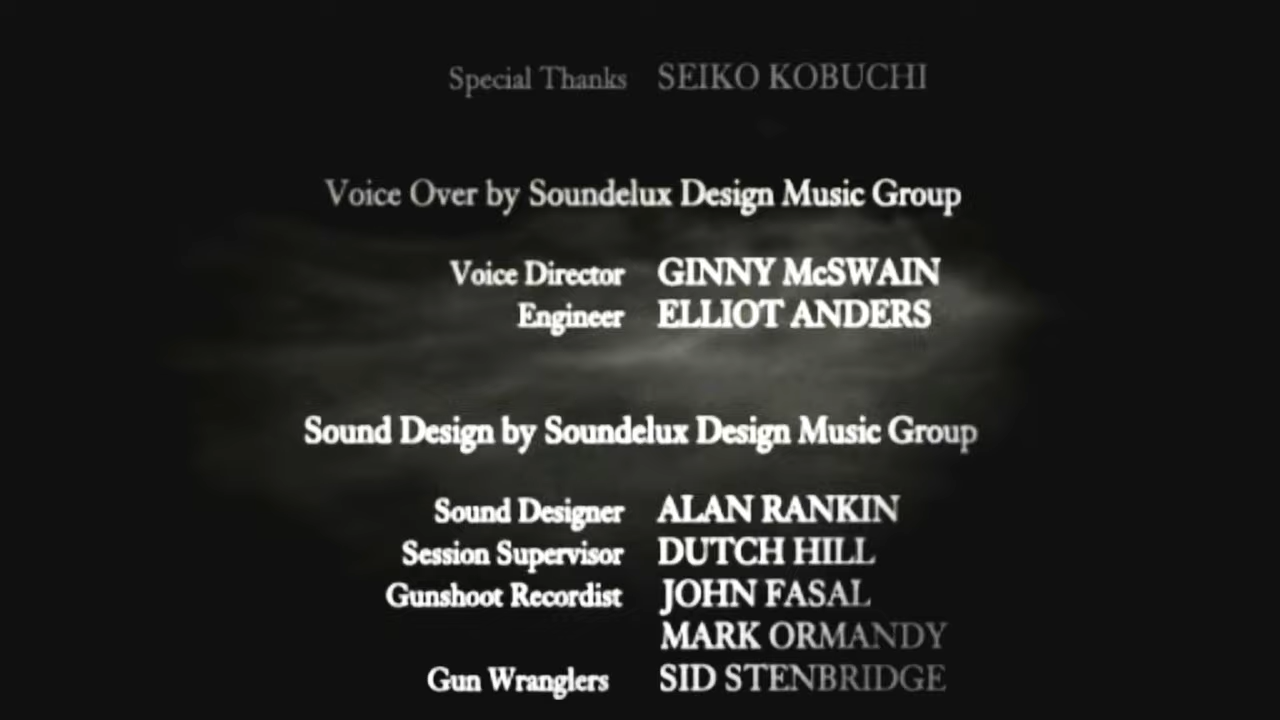 Special Thanks SEIKO KOBUCHI
Voice Over by Soundelux Design Music Group
Voice Director GINNY McSWAIN
Engineer ELLIOT ANDERS
Sound Design by Soundelux Design Music Group
Sound Designer ALAN RANKIN
Session Supervisor DUTCH HILL
Gunshoot Recordist JOHN FASAL
MARK ORMANDY
Gun Wranglers SID STENBRIDGE